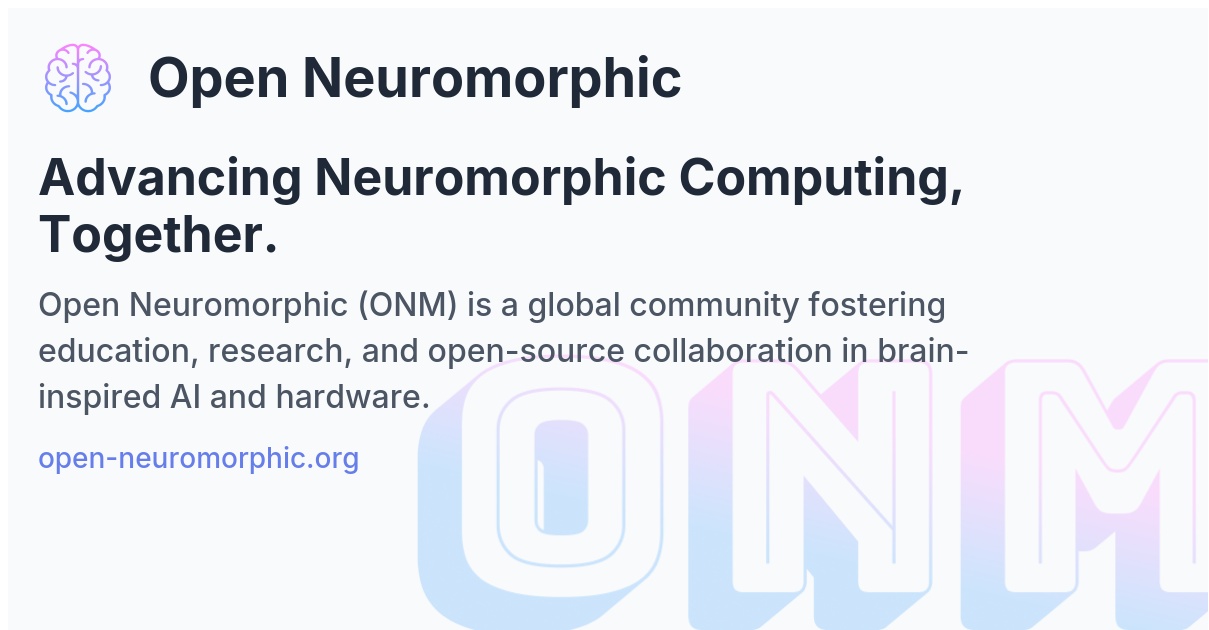 Open Neuromorphic
Advancing Neuromorphic Computing,
Together.
Open Neuromorphic (ONM) is a global community fostering
education, research, and open-source collaboration in brain-
inspired AI and hardware.
open-neuromorphic.org
ONM